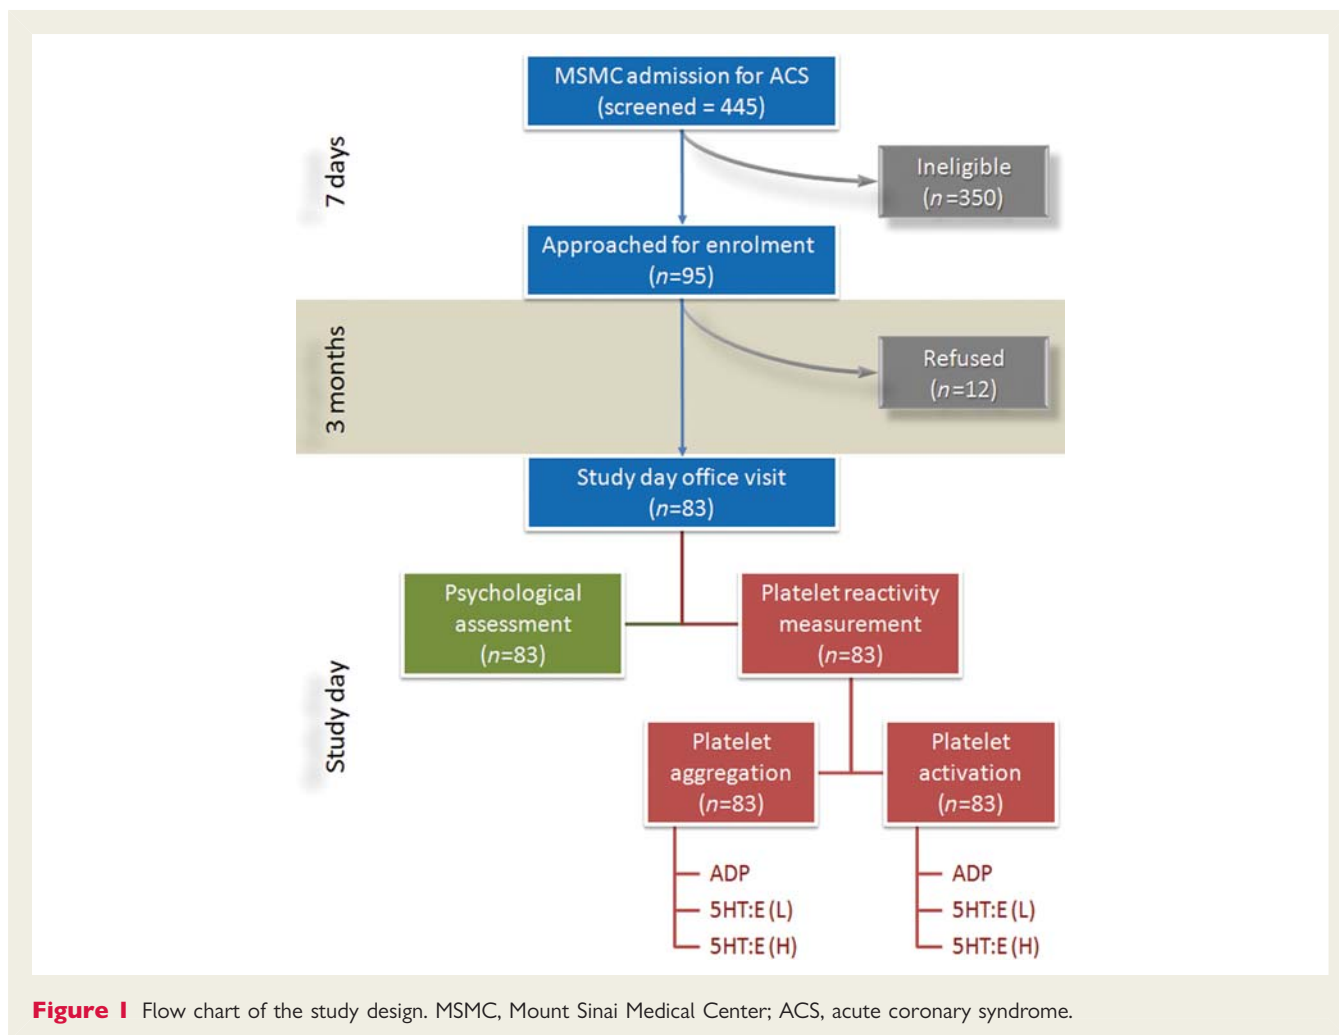 MSMC admission for ACS
(screened = 445)
7 days
Ineligible
(n=350)
Approached for enrolment
(n=95)
3 months
Refused
(n=12)
Study day office visit
(n=83)
Psychological
assessment
(n=83)
Platelet reactivity
measurement
(n=83)
Study day
Platelet
aggregation
(n=83)
Platelet
activation
(n=83)
ADP
5HT:E (L)
5HT:E (H)
ADP
5HT:E (L)
5HT:E (H)
Figure 1 Flow chart of the study design. MSMC, Mount Sinai Medical Center; ACS, acute coronary syndrome.